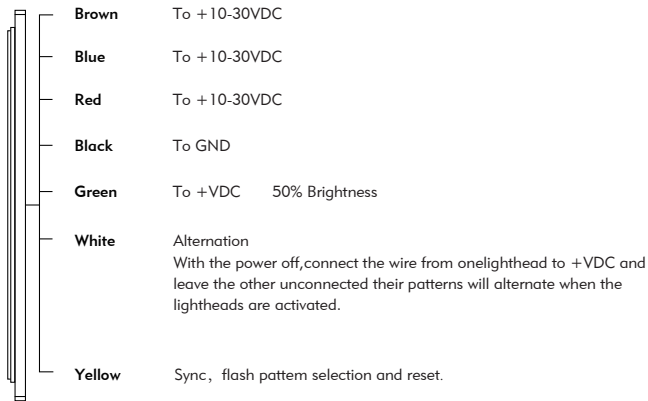 Brown To +10-30VDC
Blue To +10-30VDC
Red To +10-30VDC
Black To GND
Green To +VDC 50% Brightness
White Alternation
With the power off,connect the wire from onelighthead to +VDC and
leave the other unconnected their patterns will alternate when the
lightheads are activated.
Yellow Sync, flash pattem selection and reset.